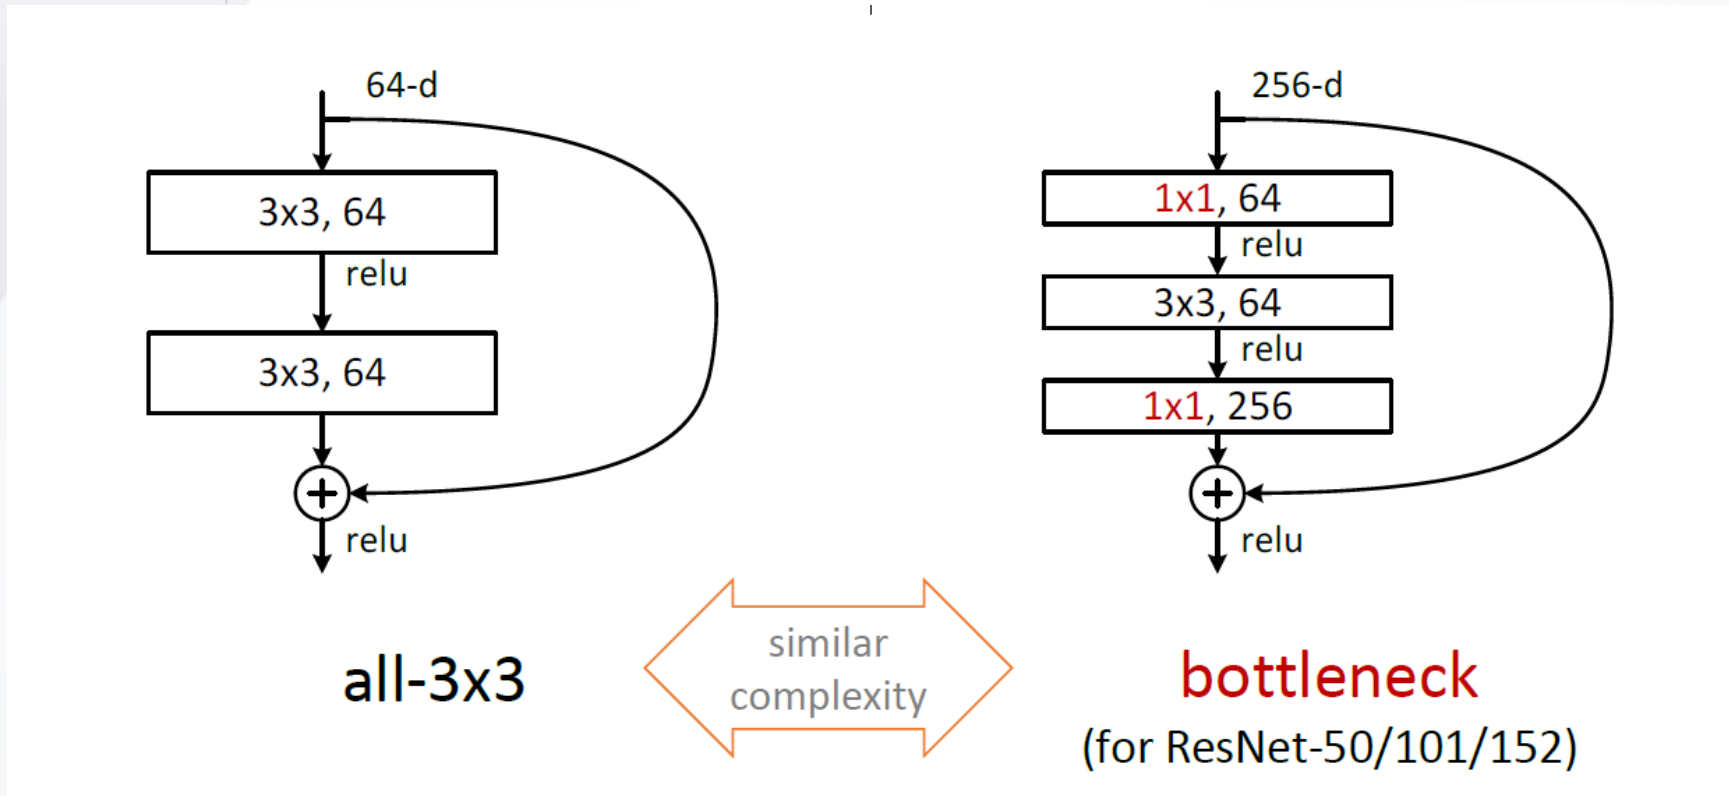 64-d
3x3, 64
relu
3x3, 64
+
relu
all-3x3
256-d
1x1, 64
relu
3x3, 64
relu
1x1, 256
+
relu
bottleneck
(for ResNet-50/101/152)
similar
complexity